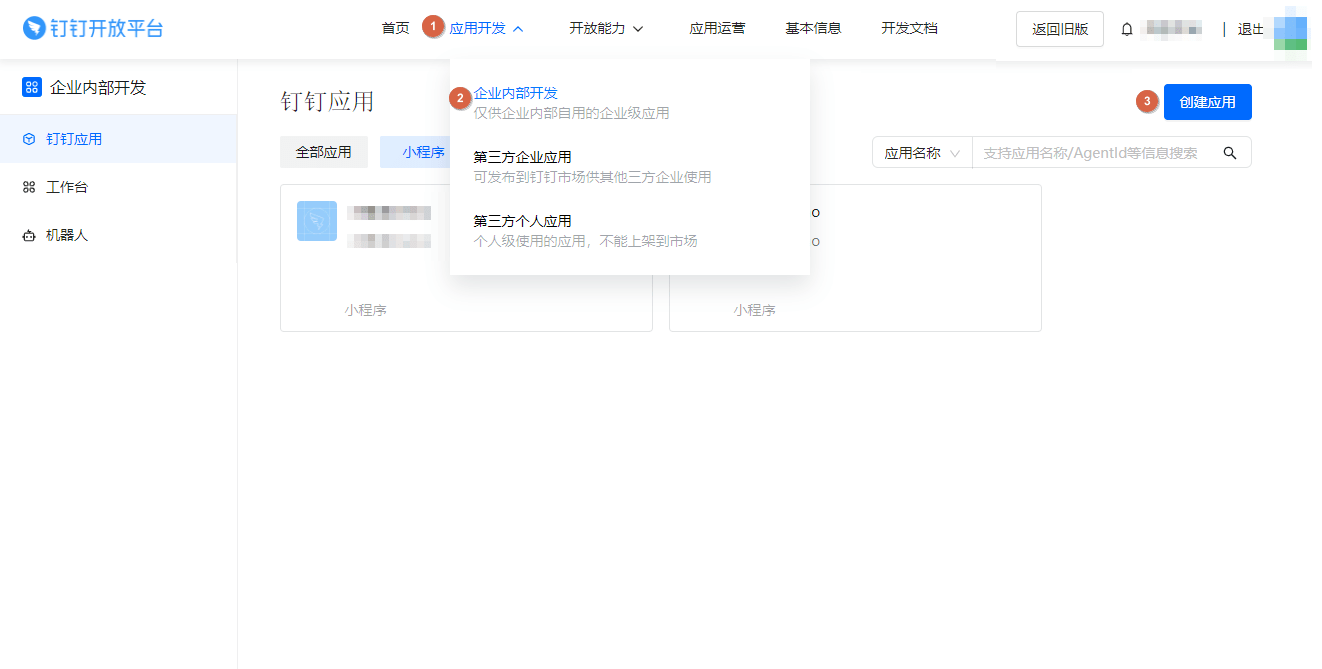 钉钉开放平台
首页 1 应用开发 开放能力 应用运营 基本信息 开发文档 返回旧版 退出
企业内部开发
钉钉应用
工作台
机器人
钉钉应用
3 创建应用
全部应用 小程序
应用名称 支持应用名称/AgentId等信息搜索
2 企业内部开发
仅供企业内部自用的企业级应用
第三方企业应用
可发布到钉钉市场供其他三方企业使用
第三方个人应用
个人级使用的应用，不能上架到市场
o
o
小程序
小程序